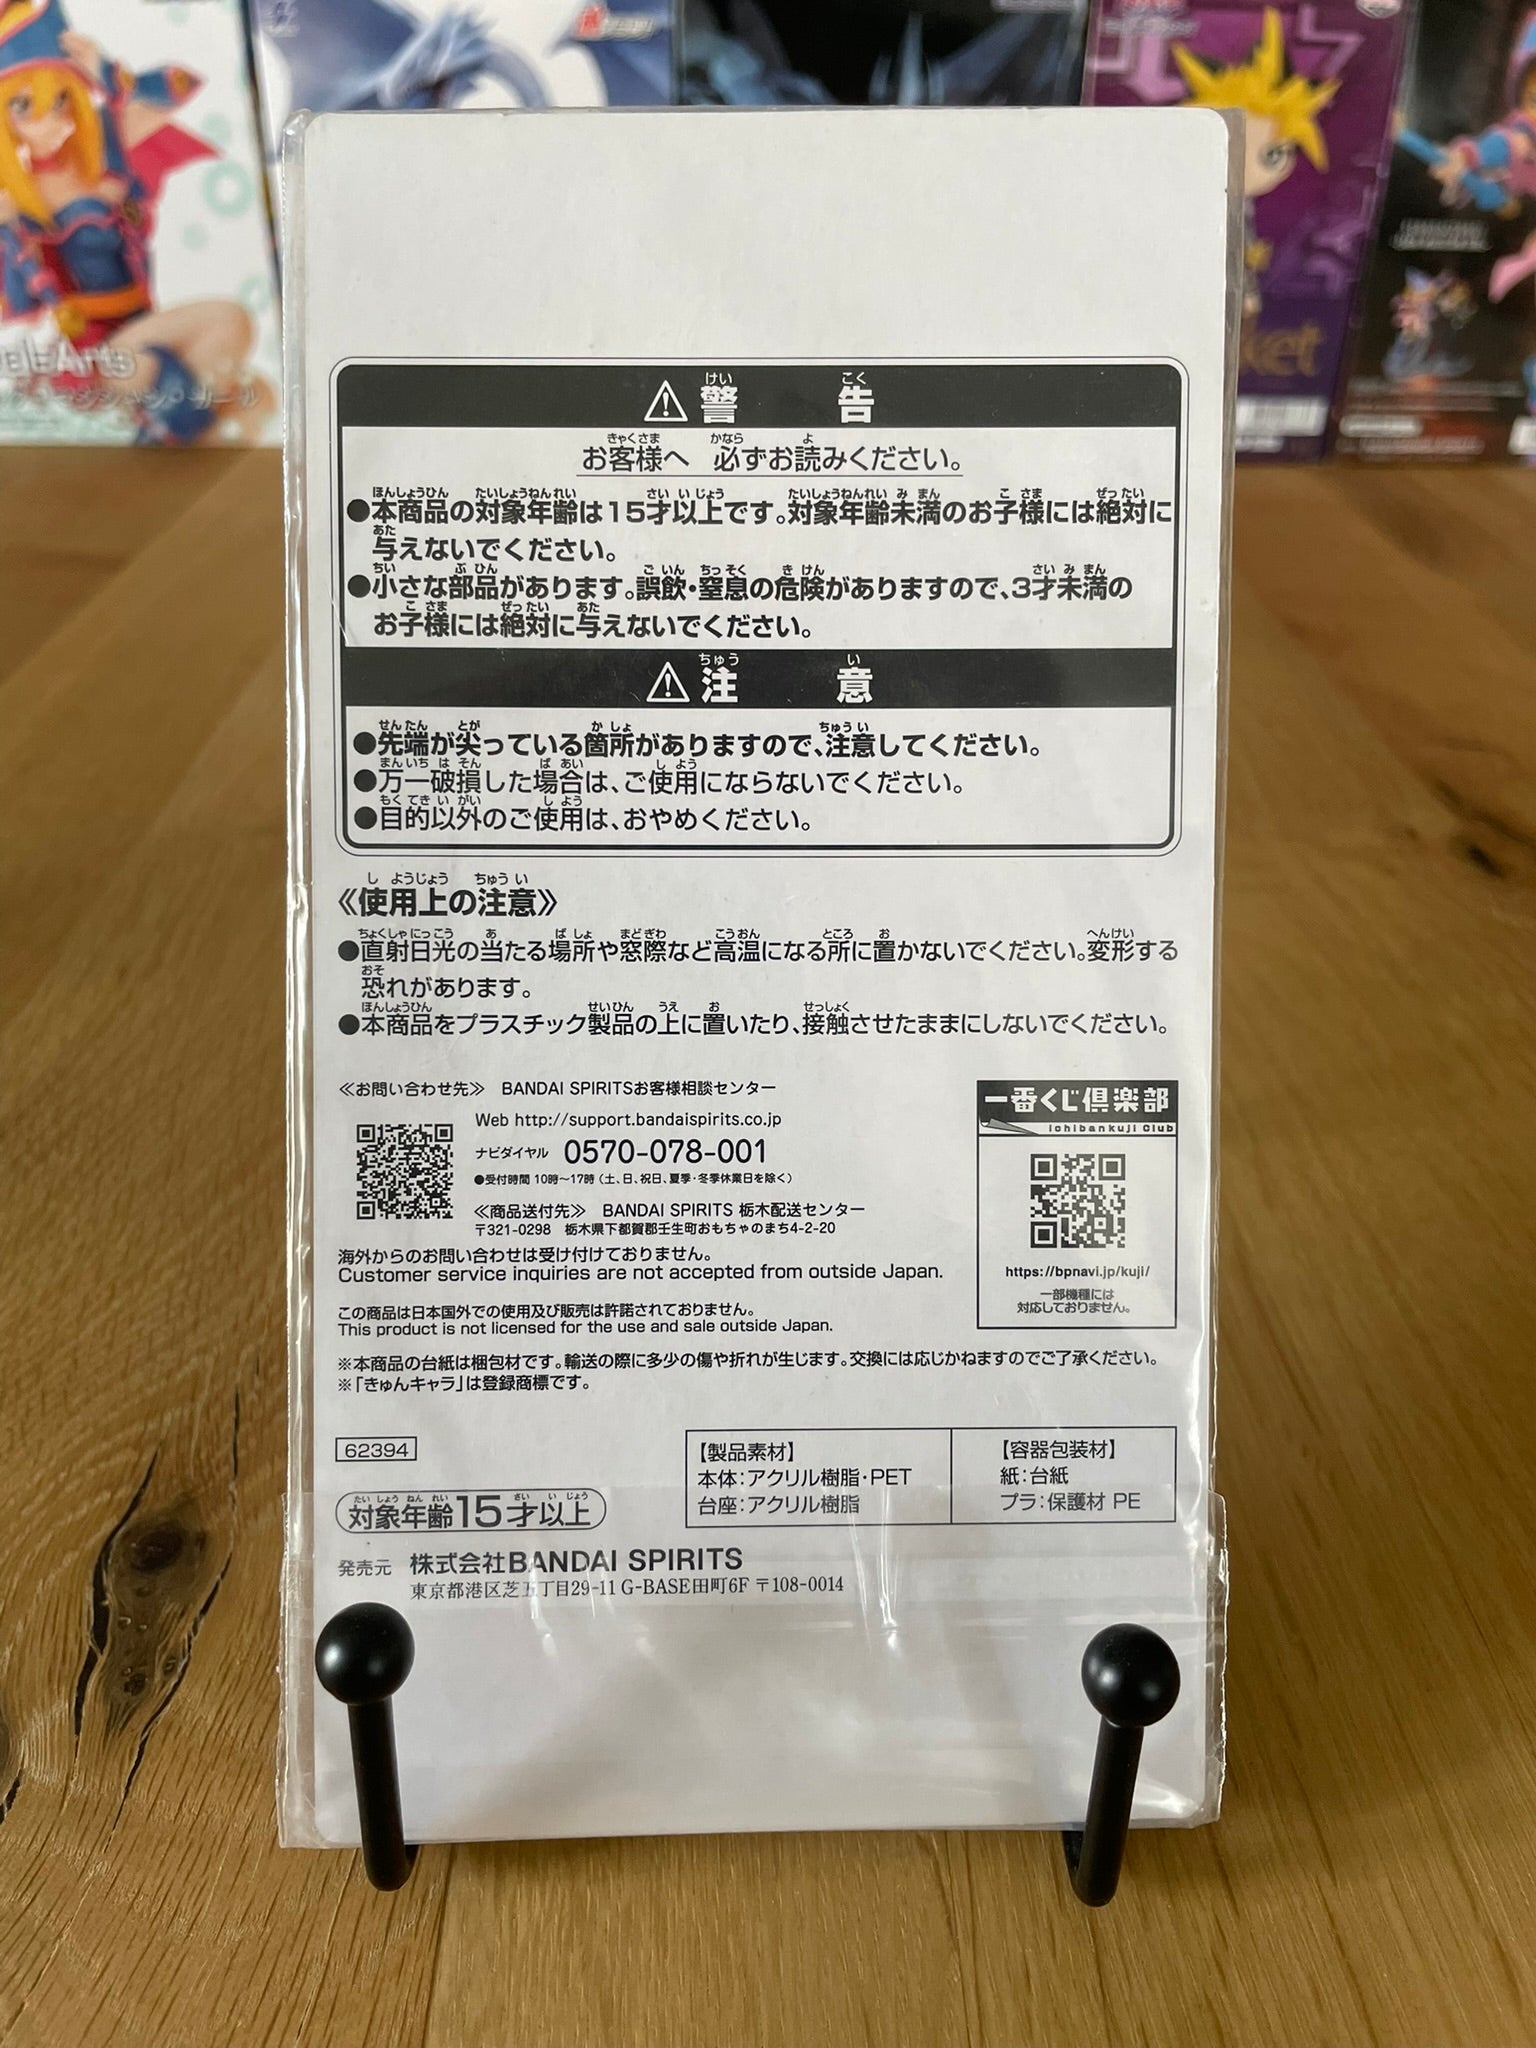 警告
お客様へ 必ずお読みください。
●本商品の対象年齢は15才以上です。対象年齢未満のお子様には絶対に
与えないでください。
●小さな部品があります。誤飲・窒息の危険がありますので、3才未満の
お子様には絶対に与えないでください。
注意
●先端が尖っている箇所がありますので、注意してください。
●万一破損した場合は、ご使用にならないでください。
●目的以外のご使用は、おやめください。
《使用上の注意》
●直射日光の当たる場所や窓際など高温になる所に置かないでください。変形する
恐れがあります。
●本商品をプラスチック製品の上に置いたり、接触させたままにしないでください。
≪お問い合わせ先≫ BANDAI SPIRITSお客様相談センター
Web http://support.bandaispirits.co.jp
ナビダイヤル 0570-078-001
●受付時間 10時〜17時（土、日、祝日、夏季・冬季休業日を除く）
≪商品送付先≫ BANDAI SPIRITS 栃木配送センター
〒321-0298 栃木県下都賀郡壬生町おもちゃのまち4-2-20
海外からのお問い合わせは受け付けておりません。
Customer service inquiries are not accepted from outside Japan.
この商品は日本国外での使用及び販売は許諾されておりません。
This product is not licensed for the use and sale outside Japan.
一番くじ倶楽部
ichibankuji Club
https://bpnavi.jp/kuji/
一部機種には
対応しておりません。
※本商品の台紙は梱包材です。輸送の際に多少の傷や折れが生じます。交換には応じかねますのでご了承ください。
※「きゅんキャラ」は登録商標です。
62394
対象年齢15才以上
【製品素材】
本体：アクリル樹脂・PET
台座：アクリル樹脂
【容器包装材】
紙：台紙
プラ：保護材 PE
発売元 株式会社BANDAI SPIRITS
東京都港区芝五丁目29-11 G-BASE田町6F 〒108-0014